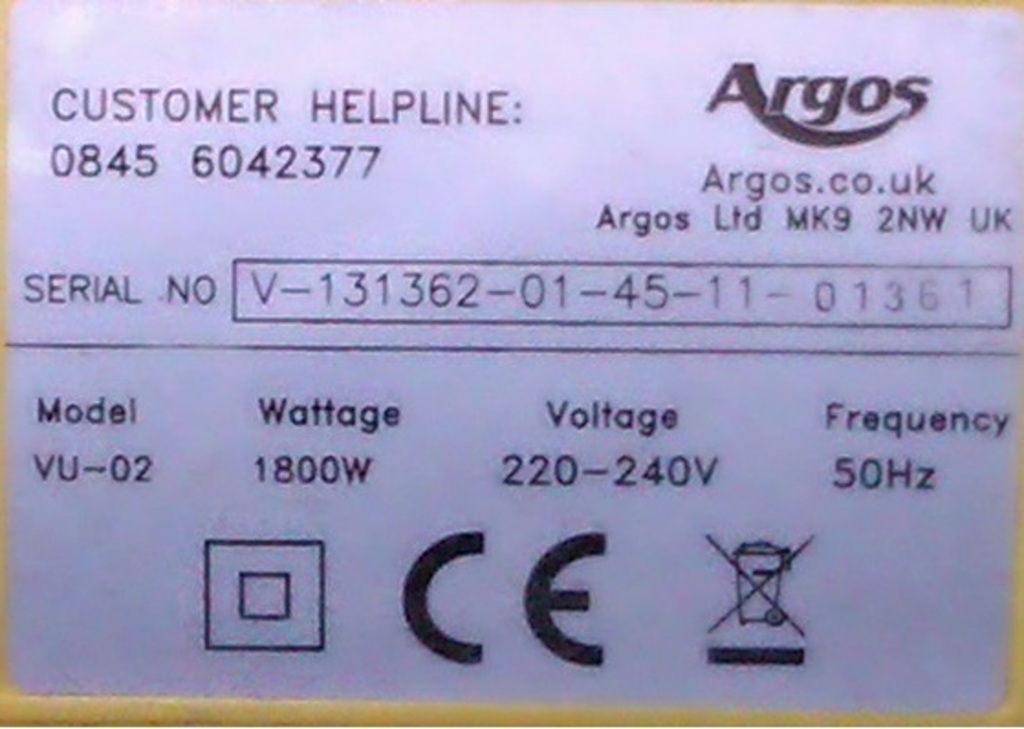 CUSTOMER HELPLINE:
0845 6042377
Argos
Argos.co.uk
Argos Ltd MK9 2NW UK
SERIAL NO V-131362-01-45-11-01361
Model Wattage Voltage Frequency
VU-02 1800W 220-240V 50Hz
CE